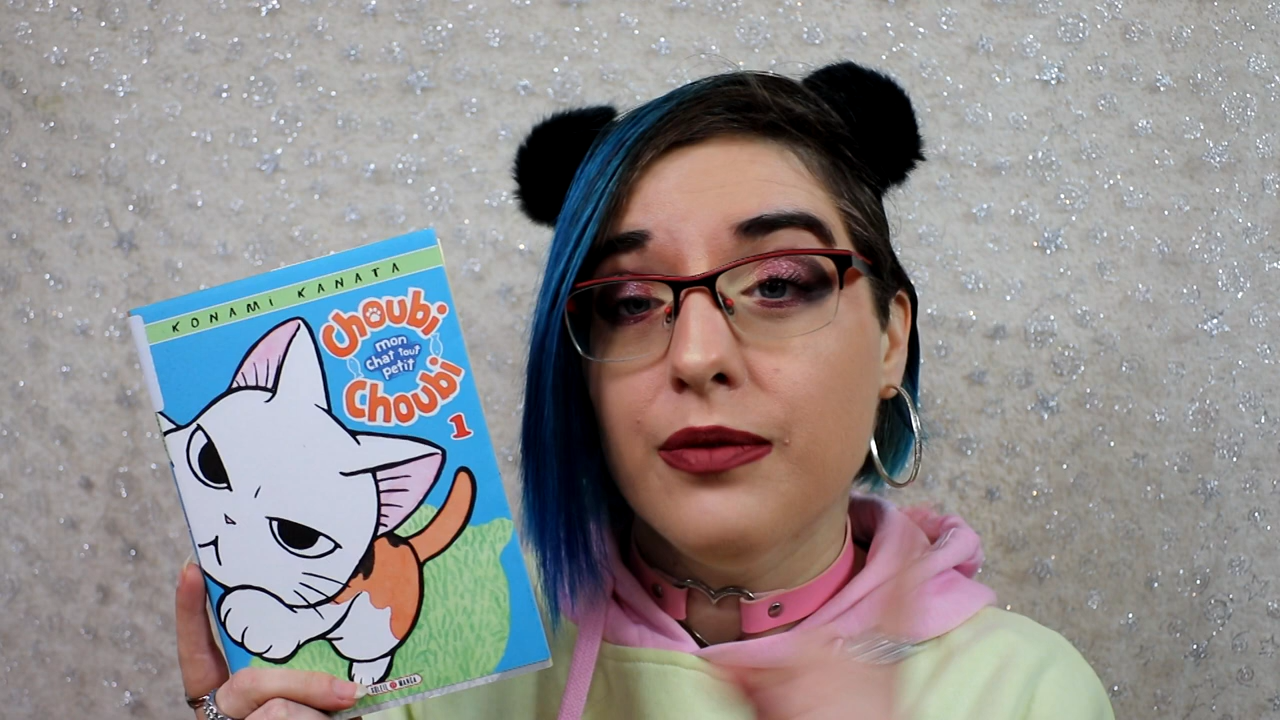 KONAMI KANATA
Choubi
mon
chat tout
petit
Choubi
1
SOLEIL MANGA